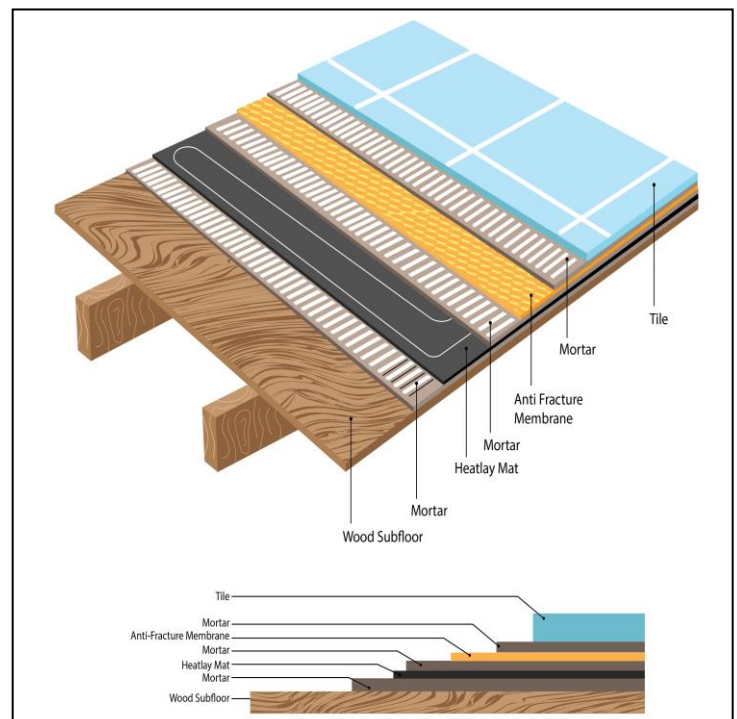 Tile
Mortar
Anti Fracture
Membrane
Mortar
Heatlay Mat
Mortar
Wood Subfloor
Tile
Mortar
Anti-Fracture Membrane
Mortar
Heatlay Mat
Mortar
Wood Subfloor